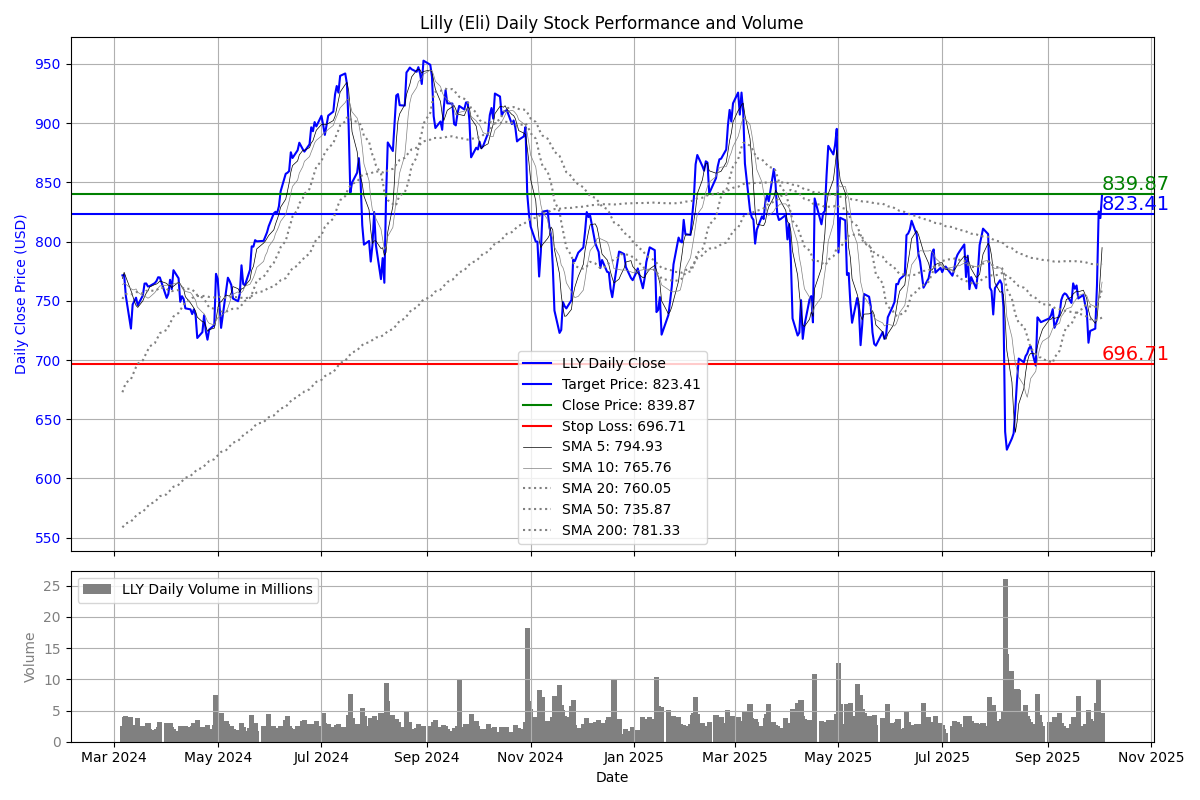 Lilly (Eli) Daily Stock Performance and Volume
Daily Close Price (USD)
950
900
850
800
750
700
650
600
550
839.87
823.41
696.71
LLY Daily Close
Target Price: 823.41
Close Price: 839.87
Stop Loss: 696.71
SMA 5: 794.93
SMA 10: 765.76
SMA 20: 760.05
SMA 50: 735.87
SMA 200: 781.33
Volume
25
20
15
10
5
0
LLY Daily Volume in Millions
Mar 2024 May 2024 Jul 2024 Sep 2024 Nov 2024 Jan 2025 Mar 2025 May 2025 Jul 2025 Sep 2025 Nov 2025
Date